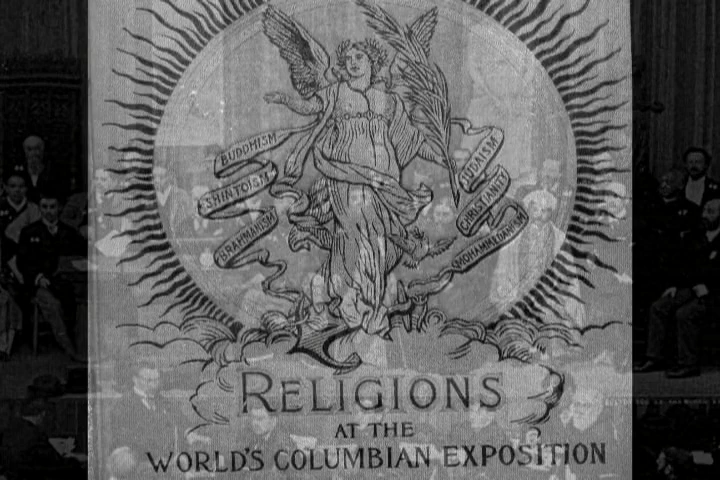 BUDDHISM
SHINTOISM
BRAHMANISM
JUDAISM
CHRISTIANITY
MOHAMMEDANISM
RELIGIONS
AT THE
WORLD'S COLUMBIAN EXPOSITION